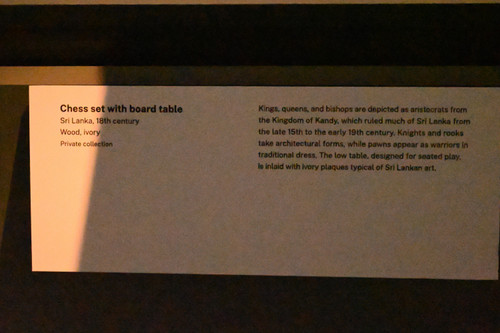 Chess set with board table
Sri Lanka, 18th century
Wood, ivory
Private collection
Kings, queens, and bishops are depicted as aristocrats from
the Kingdom of Kandy, which ruled much of Sri Lanka from
the late 15th to the early 19th century. Knights and rooks
take architectural forms, while pawns appear as warriors in
traditional dress. The low table, designed for seated play,
is inlaid with ivory plaques typical of Sri Lankan art.